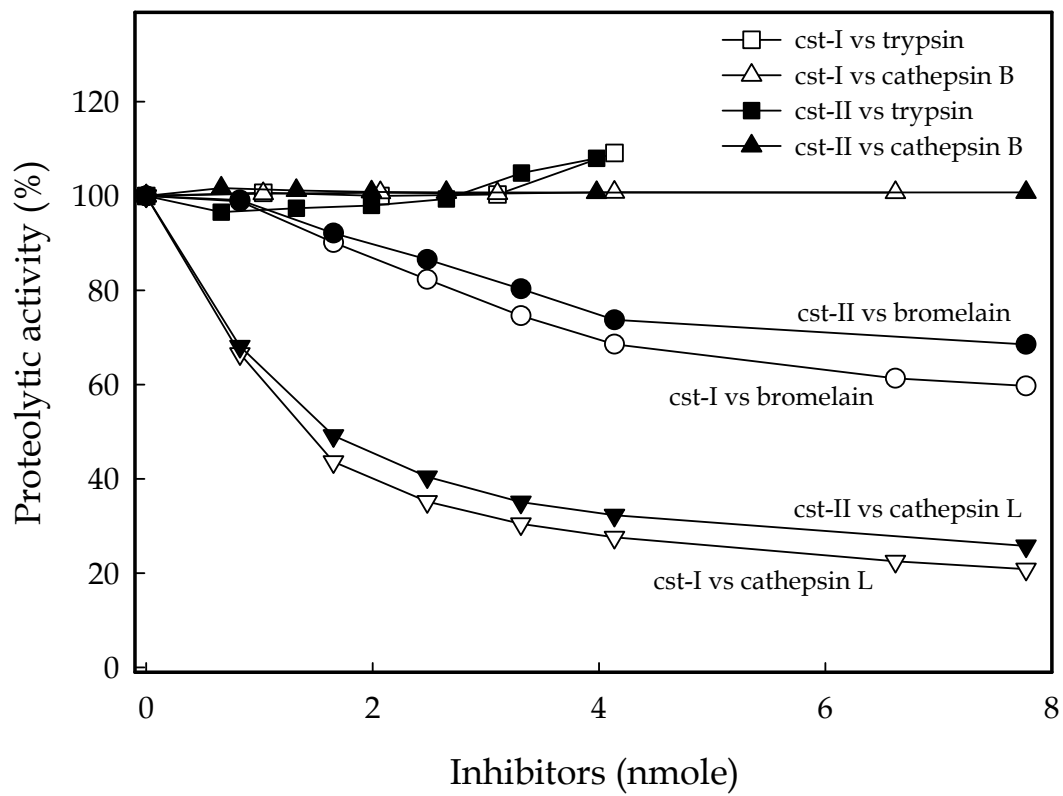 cst-I vs trypsin
cst-I vs cathepsin B
cst-II vs trypsin
cst-II vs cathepsin B
120
100
80
60
40
20
0
Proteolytic activity (%)
cst-II vs bromelain
cst-I vs bromelain
cst-II vs cathepsin L
cst-I vs cathepsin L
0 2 4 6 8
Inhibitors (nmole)